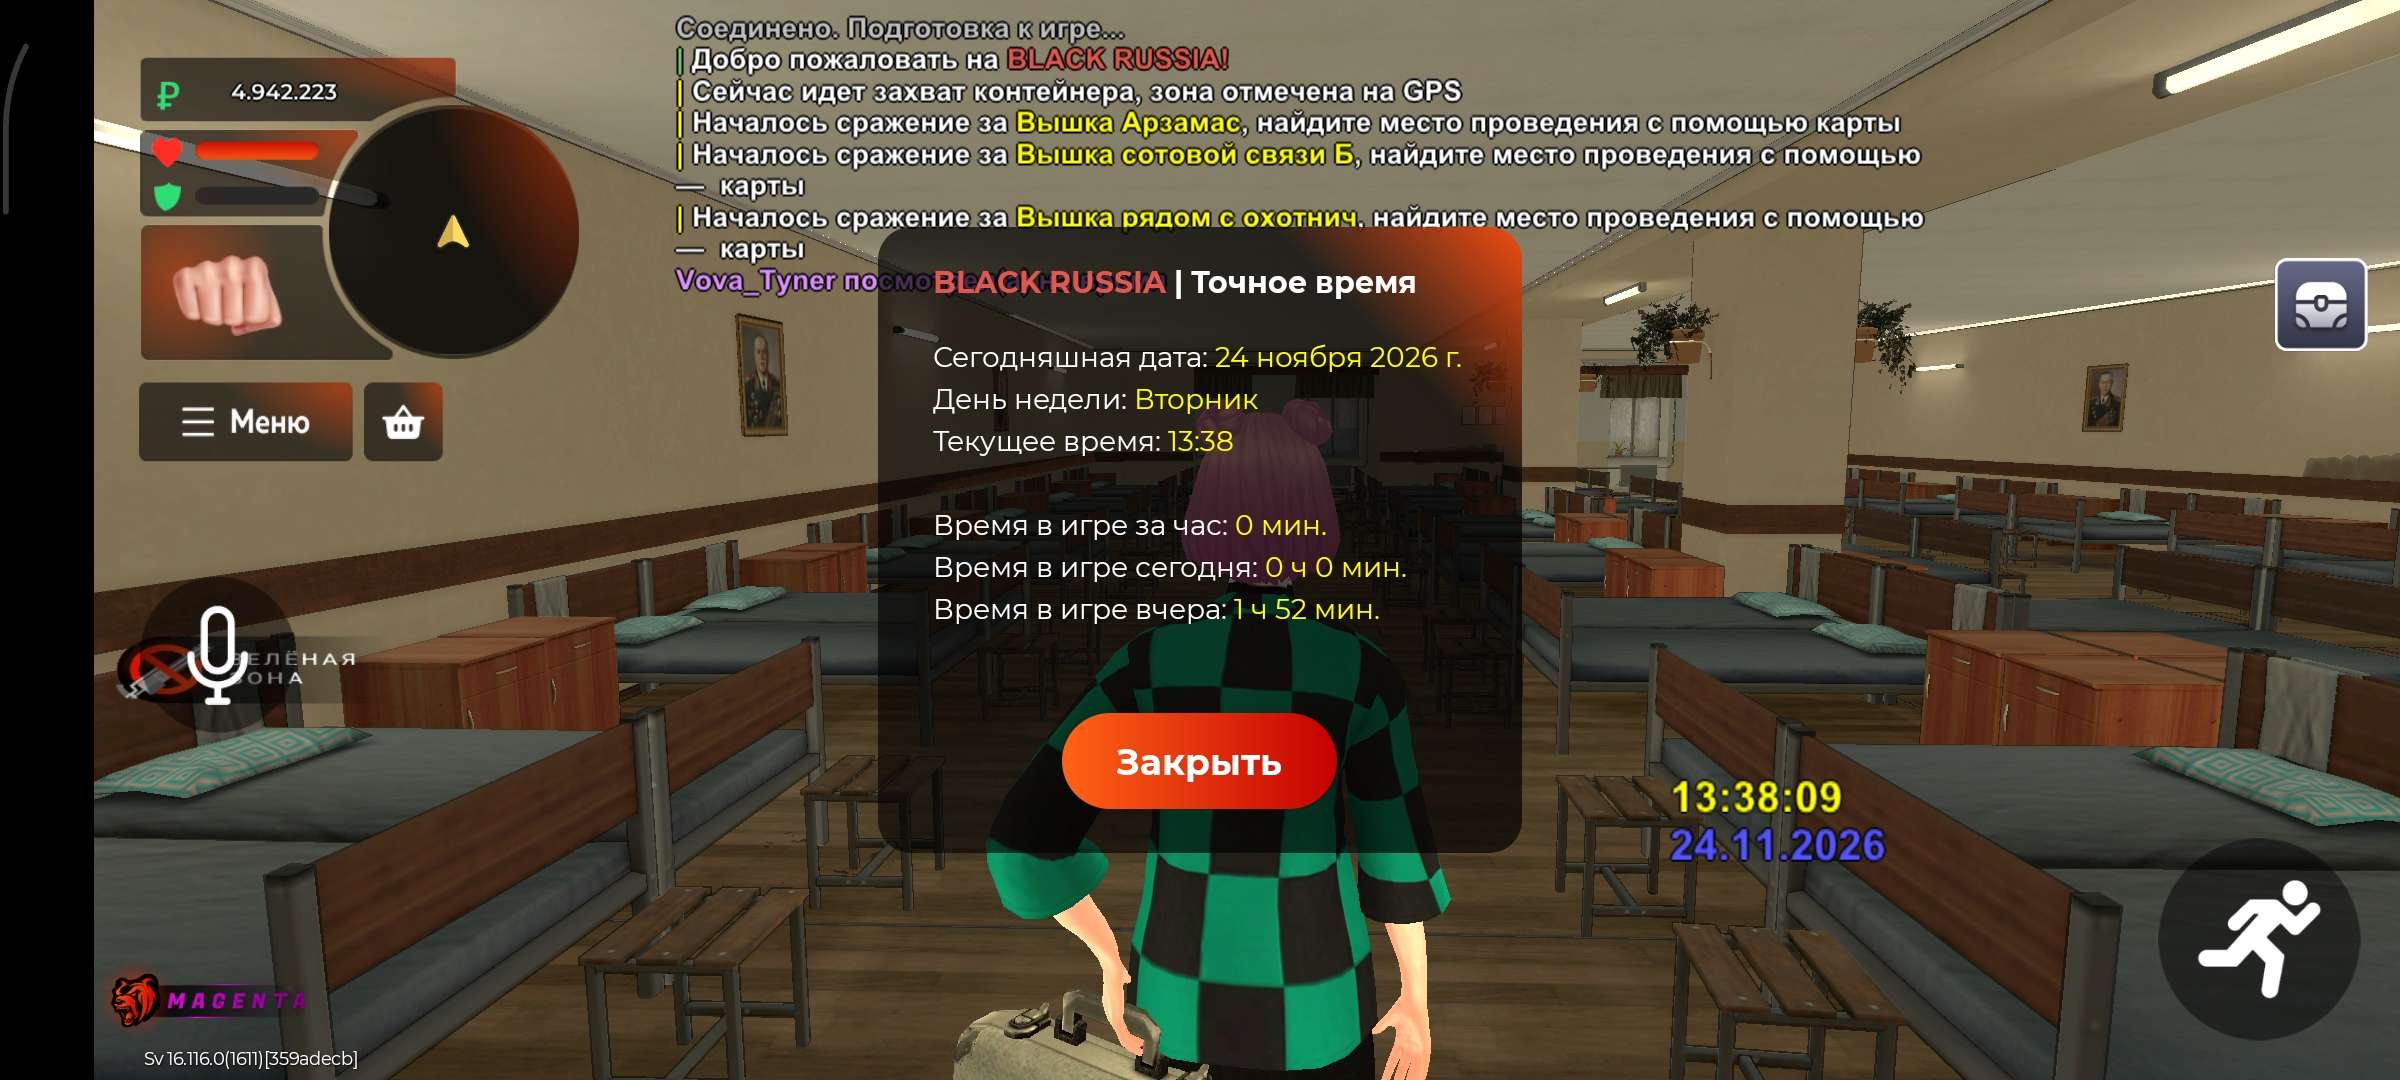 Соединено. Подготовка к игре...
| Добро пожаловать на BLACK RUSSIA!
| Сейчас идет захват контейнера, зона отмечена на GPS
| Началось сражение за Вышка Арзамас, найдите место проведения с помощью карты
| Началось сражение за Вышка сотовой связи Б, найдите место проведения с помощью
— карты
| Началось сражение за Вышка рядом с охотнич, найдите место проведения с помощью
— карты
Vova_Tyner
4.942.223
Меню
BLACK RUSSIA | Точное время
Сегодняшная дата: 24 ноября 2026 г.
День недели: Вторник
Текущее время: 13:38
Время в игре за час: 0 мин.
Время в игре сегодня: 0 ч 0 мин.
Время в игре вчера: 1 ч 52 мин.
Закрыть
ЗЕЛЁНАЯ
ЗОНА
13:38:09
24.11.2026
MAGENTA
Sv 16.116.0(1611)[359adecb]